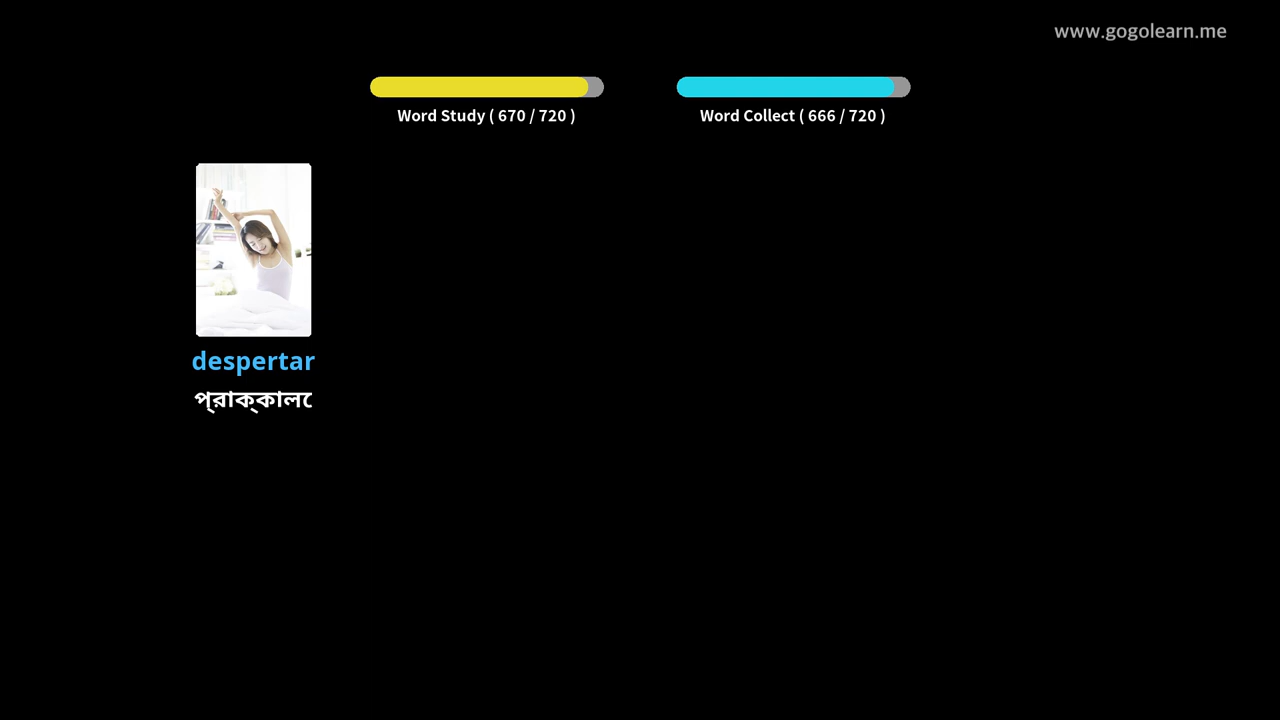 www.gogolearn.me
Word Study ( 670 / 720 )
Word Collect ( 666 / 720 )
despertar
প্রাক্কালে